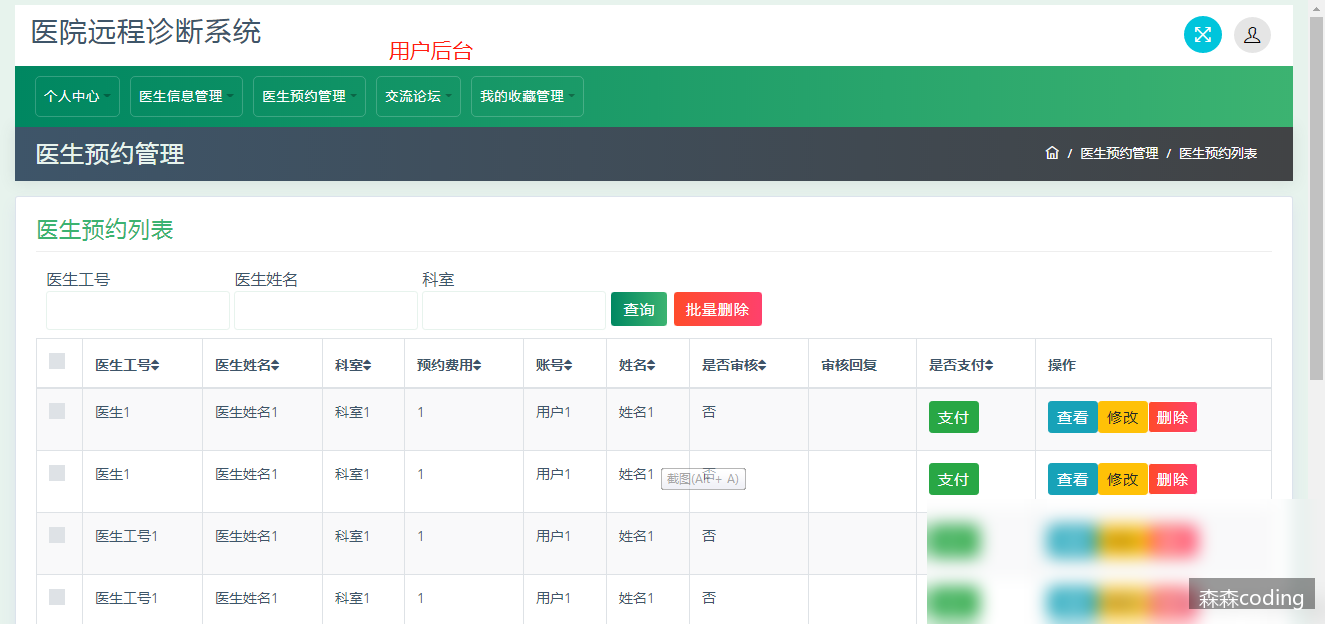 医院远程诊断系统
用户后台
个人中心 医生信息管理 医生预约管理 交流论坛 我的收藏管理
医生预约管理 / 医生预约管理 / 医生预约列表
医生预约列表
医生工号 医生姓名 科室
查询 批量删除
医生工号 医生姓名 科室 预约费用 账号 姓名 是否审核 审核回复 是否支付 操作
医生1 医生姓名1 科室1 1 用户1 姓名1 否 支付 查看 修改 删除
医生1 医生姓名1 科室1 1 用户1 姓名1 否 支付 查看 修改 删除
截图(Alt + A)
医生工号1 医生姓名1 科室1 1 用户1 姓名1 否
医生工号1 医生姓名1 科室1 1 用户1 姓名1 否
森森coding